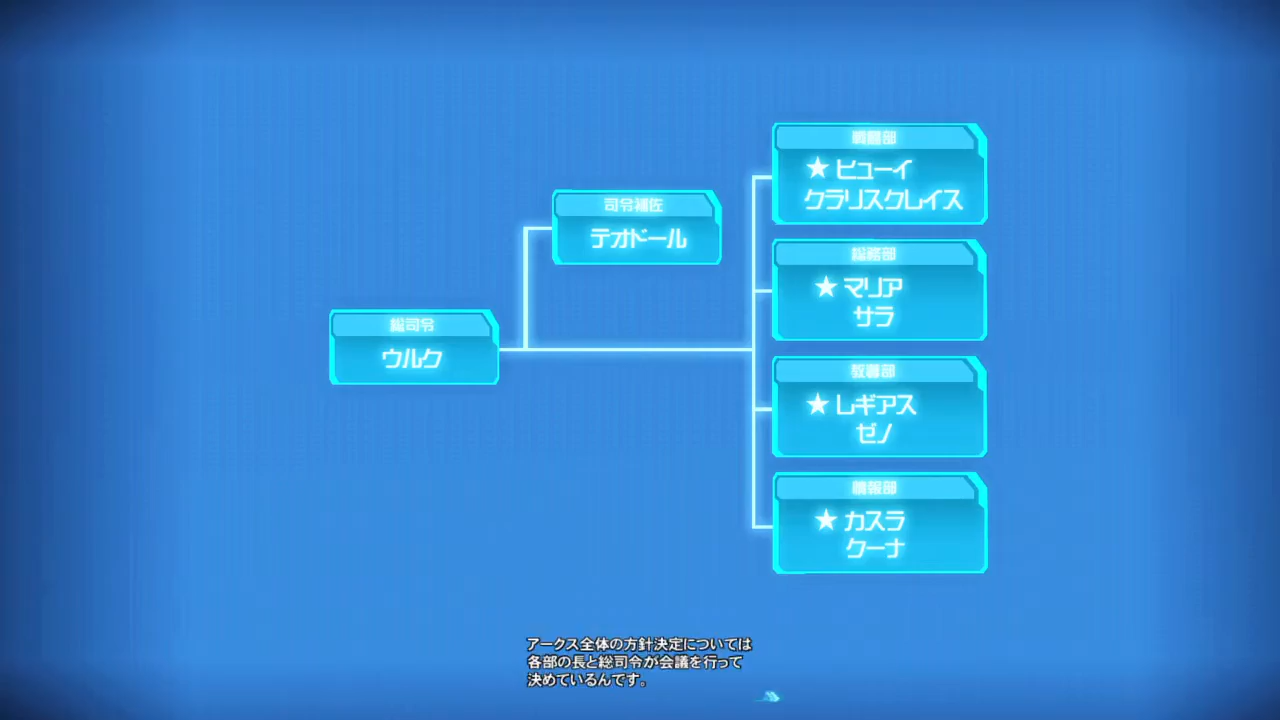 総司令
ウルク
司令補佐
テオドール
戦闘部
★ヒューイ
クラリスクレイス
総務部
★マリア
サラ
教導部
★レギアス
ゼノ
情報部
★カスラ
クーナ
アークス全体の方針決定については
各部の長と総司令が会議を行って
決めているんです。